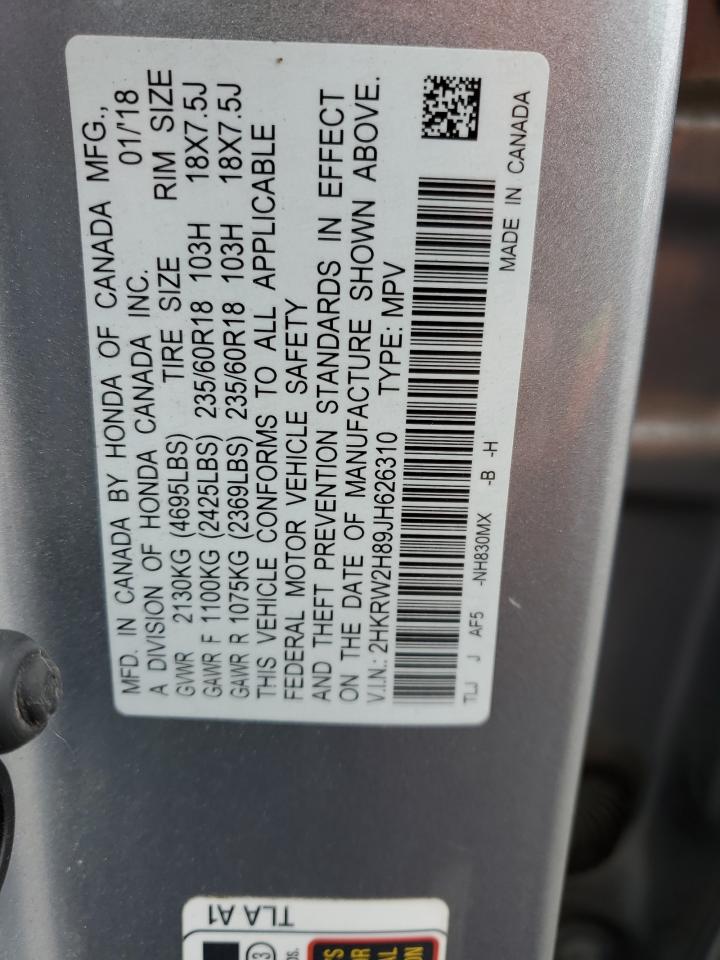 MFD. IN CANADA BY HONDA OF CANADA MFG.,
A DIVISION OF HONDA CANADA INC. 01/'18
GVWR 2130KG (4695LBS) TIRE SIZE RIM SIZE
GAWR F 1100KG (2425LBS) 235/60R18 103H 18X7.5J
GAWR R 1075KG (2369LBS) 235/60R18 103H 18X7.5J
THIS VEHICLE CONFORMS TO ALL APPLICABLE
FEDERAL MOTOR VEHICLE SAFETY
AND THEFT PREVENTION STANDARDS IN EFFECT
ON THE DATE OF MANUFACTURE SHOWN ABOVE.
V.I.N.: 2HKRW2H89JH626310 TYPE: MPV
TLJ J AF5 -NH830MX -B -H
MADE IN CANADA
TLA A1